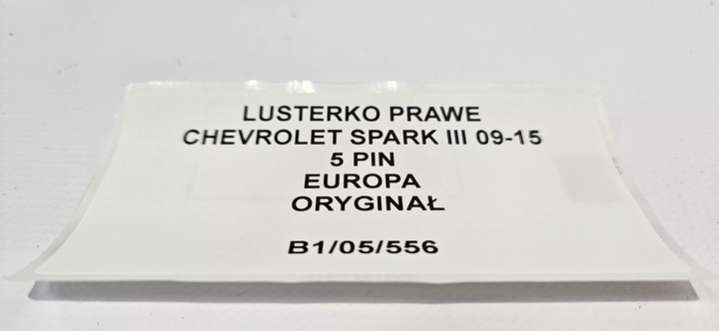 LUSTERKO PRAWE
CHEVROLET SPARK III 09-15
5 PIN
EUROPA
ORYGINAŁ
B1/05/556